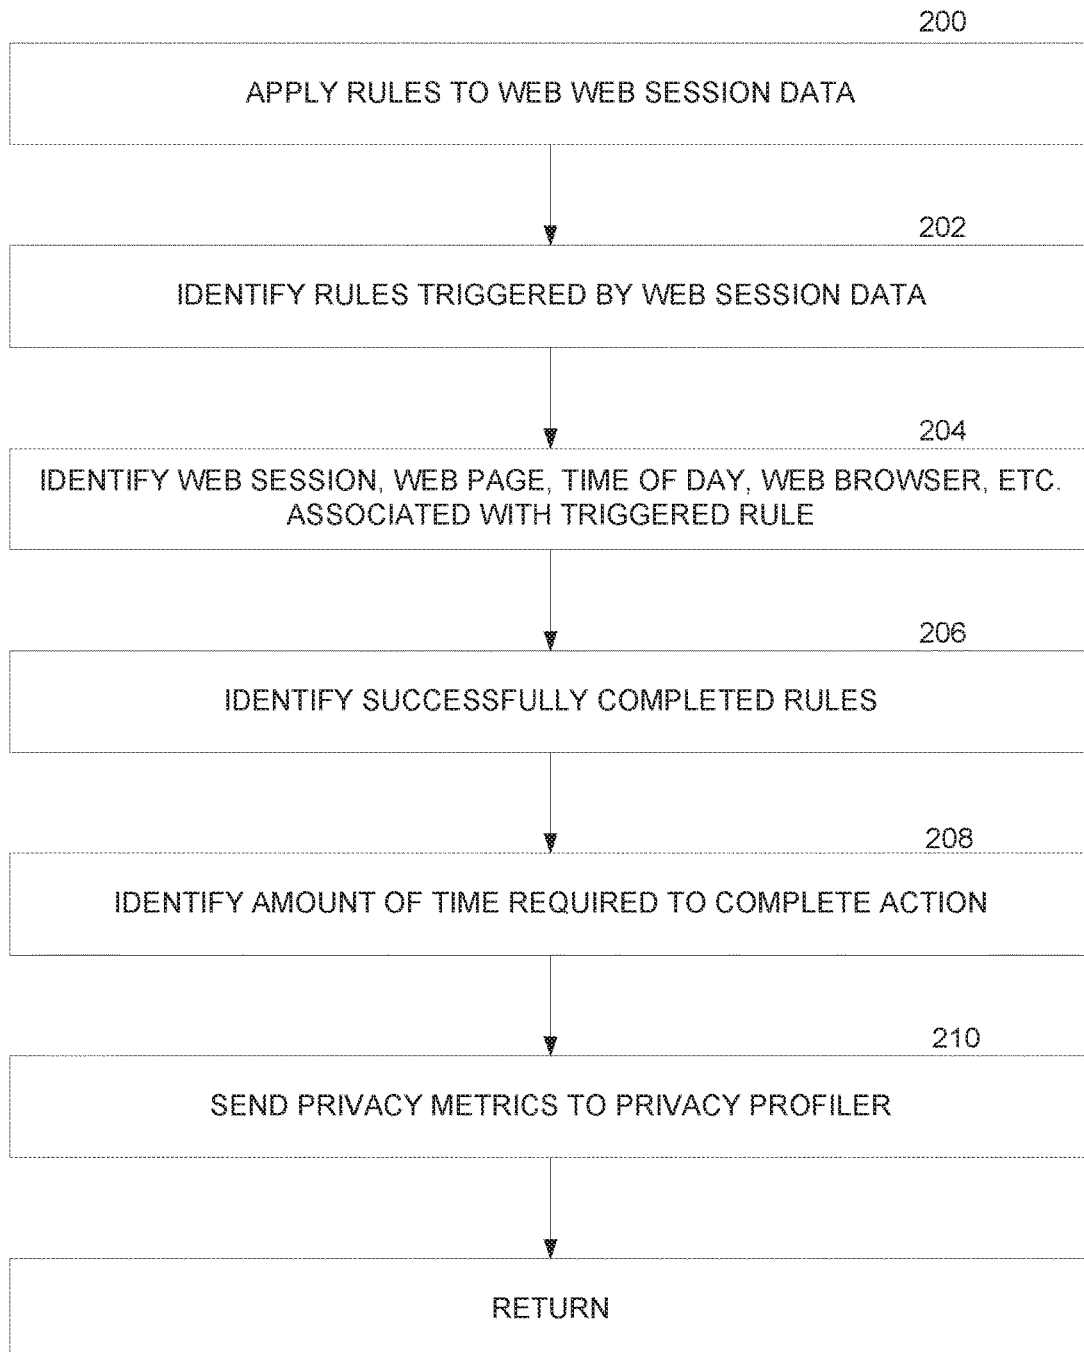 200
APPLY RULES TO WEB WEB SESSION DATA
202
IDENTIFY RULES TRIGGERED BY WEB SESSION DATA
204
IDENTIFY WEB SESSION, WEB PAGE, TIME OF DAY, WEB BROWSER, ETC.
ASSOCIATED WITH TRIGGERED RULE
206
IDENTIFY SUCCESSFULLY COMPLETED RULES
208
IDENTIFY AMOUNT OF TIME REQUIRED TO COMPLETE ACTION
210
SEND PRIVACY METRICS TO PRIVACY PROFILER
RETURN